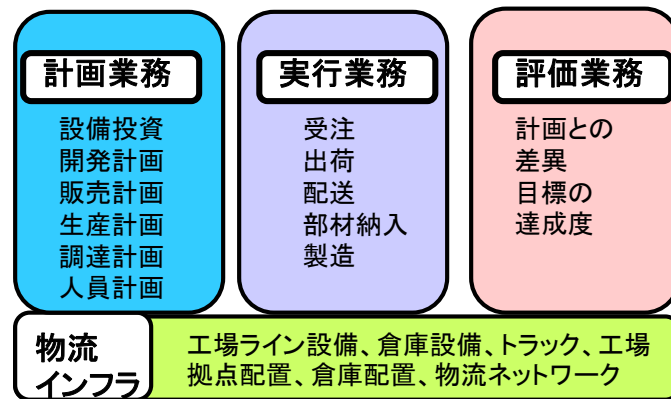 計画業務
設備投資
開発計画
販売計画
生産計画
調達計画
人員計画
実行業務
受注
出荷
配送
部材納入
製造
評価業務
計画との
差異
目標の
達成度
物流
インフラ
工場ライン設備、倉庫設備、トラック、工場
拠点配置、倉庫配置、物流ネットワーク